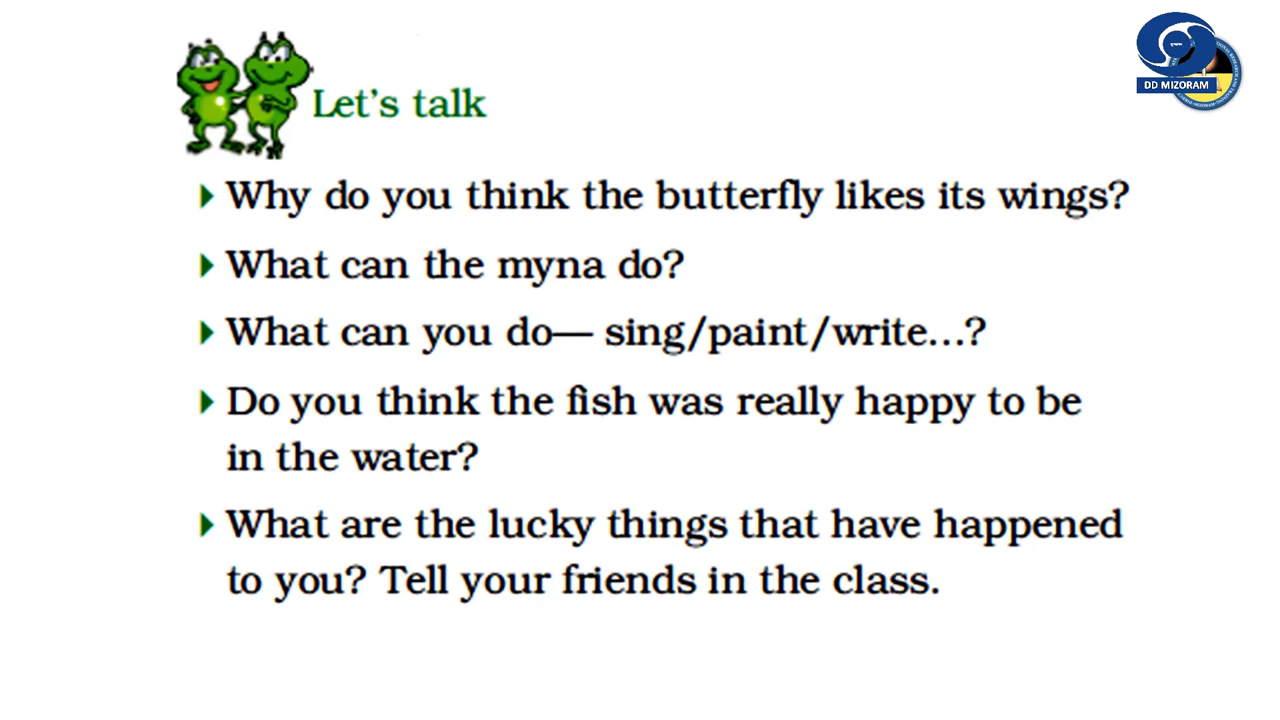 Let's talk
DD MIZORAM
Why do you think the butterfly likes its wings?
What can the myna do?
What can you do— sing/paint/write...?
Do you think the fish was really happy to be
in the water?
What are the lucky things that have happened
to you? Tell your friends in the class.